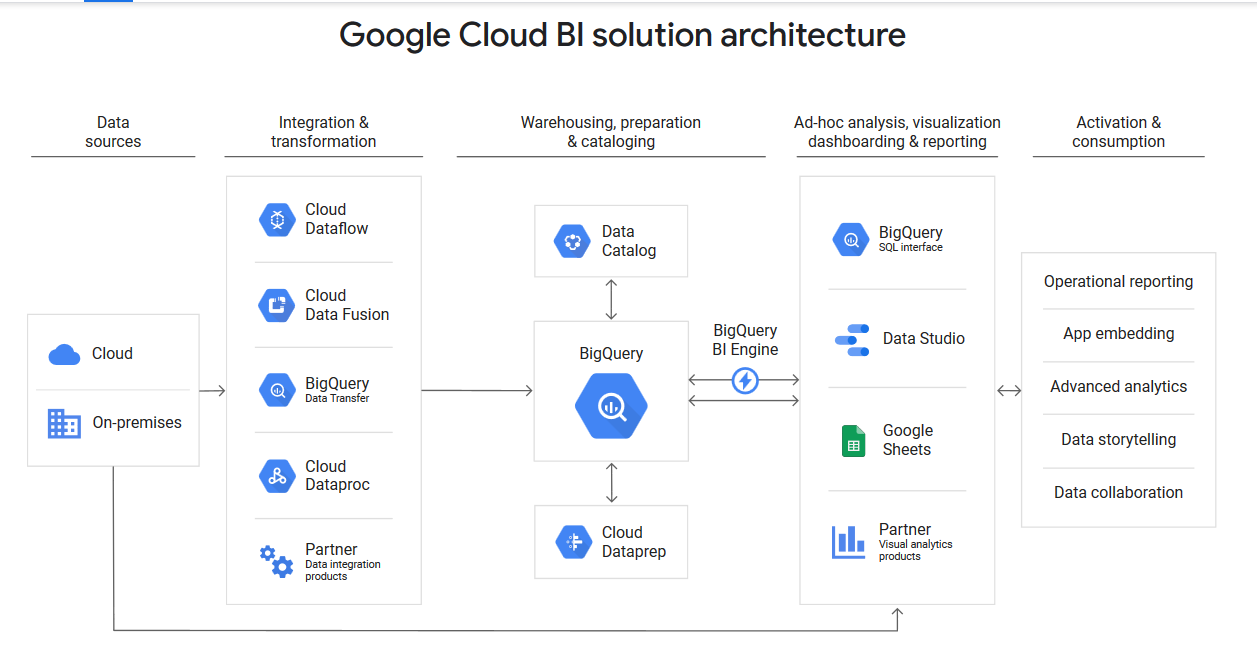 Google Cloud BI solution architecture
Data
sources
Integration &
transformation
Warehousing, preparation
& cataloging
Ad-hoc analysis, visualization
dashboarding & reporting
Activation &
consumption
Cloud
On-premises
Cloud
Dataflow
Cloud
Data Fusion
BigQuery
Data Transfer
Cloud
Dataproc
Partner
Data integration
products
Data
Catalog
BigQuery
Cloud
Dataprep
BigQuery
BI Engine
BigQuery
SQL interface
Data Studio
Google
Sheets
Partner
Visual analytics
products
Operational reporting
App embedding
Advanced analytics
Data storytelling
Data collaboration